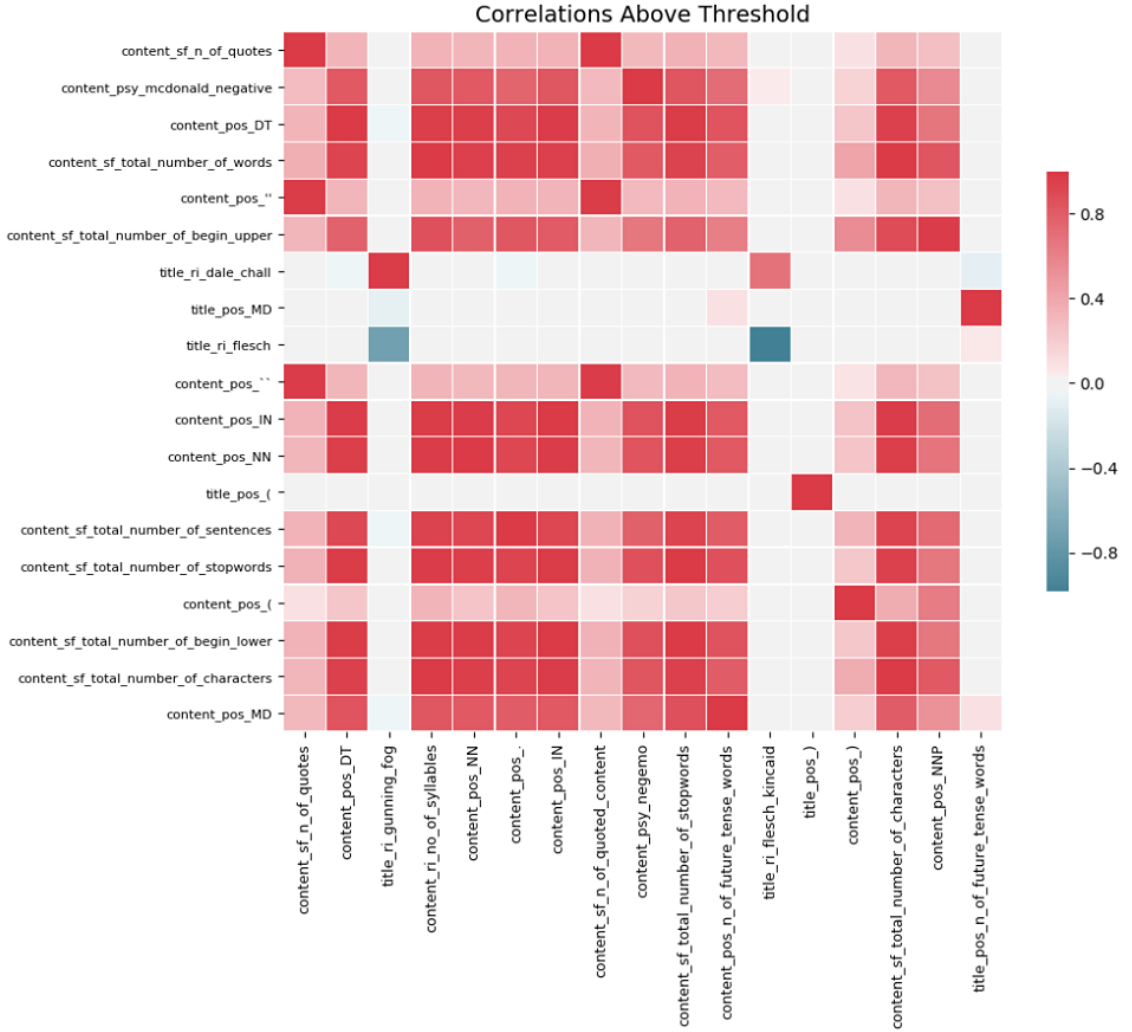 Correlations Above Threshold
content_sf_n_of_quotes
content_psy_mcdonald_negative
content_pos_DT
content_sf_total_number_of_words
content_pos_''
content_sf_total_number_of_begin_upper
title_ri_dale_chall
title_pos_MD
title_ri_flesch
content_pos_``
content_pos_IN
content_pos_NN
title_pos_(
content_sf_total_number_of_sentences
content_sf_total_number_of_stopwords
content_pos_(
content_sf_total_number_of_begin_lower
content_sf_total_number_of_characters
content_pos_MD
content_sf_n_of_quotes
content_pos_DT
title_ri_gunning_fog
content_ri_no_of_syllables
content_pos_NN
content_pos_.
content_pos_IN
content_sf_n_of_quoted_content
content_psy_negemo
content_sf_total_number_of_stopwords
content_pos_n_of_future_tense_words
title_ri_flesch_kincaid
title_pos_)
content_pos_)
content_sf_total_number_of_characters
content_pos_NNP
title_pos_n_of_future_tense_words
0.8
0.4
0.0
−0.4
−0.8